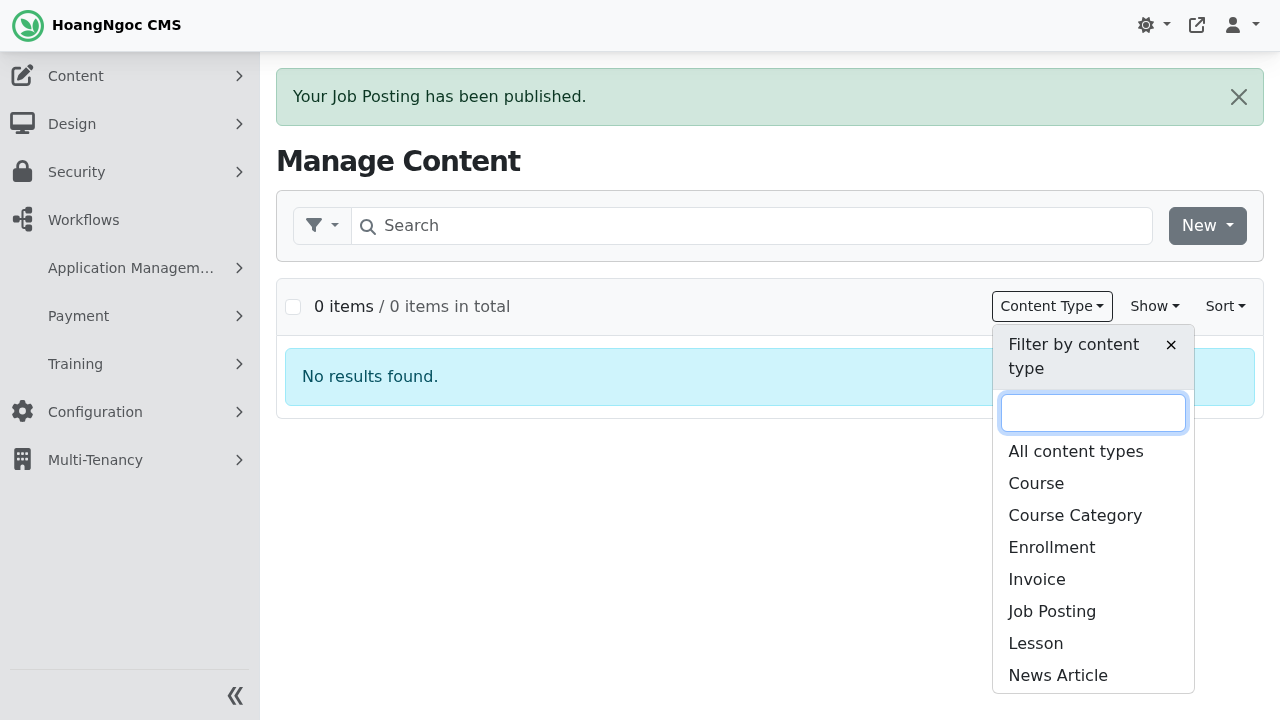 HoangNgoc CMS
Content
Design
Security
Workflows
Application Managem...
Payment
Training
Configuration
Multi-Tenancy
Your Job Posting has been published.
Manage Content
Search
New
0 items / 0 items in total
Content Type
Show
Sort
No results found.
Filter by content
type
All content types
Course
Course Category
Enrollment
Invoice
Job Posting
Lesson
News Article